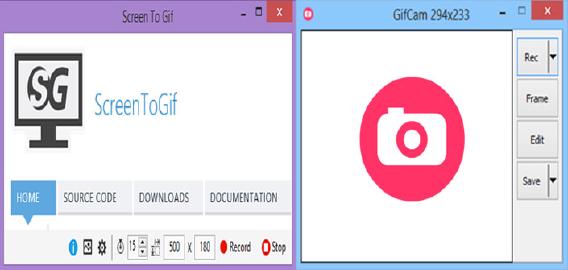 Screen To Gif
SG
ScreenToGif
HOME SOURCE CODE DOWNLOADS DOCUMENTATION
15 500 X 180 Record Stop
GifCam 294x233
Rec
Frame
Edit
Save